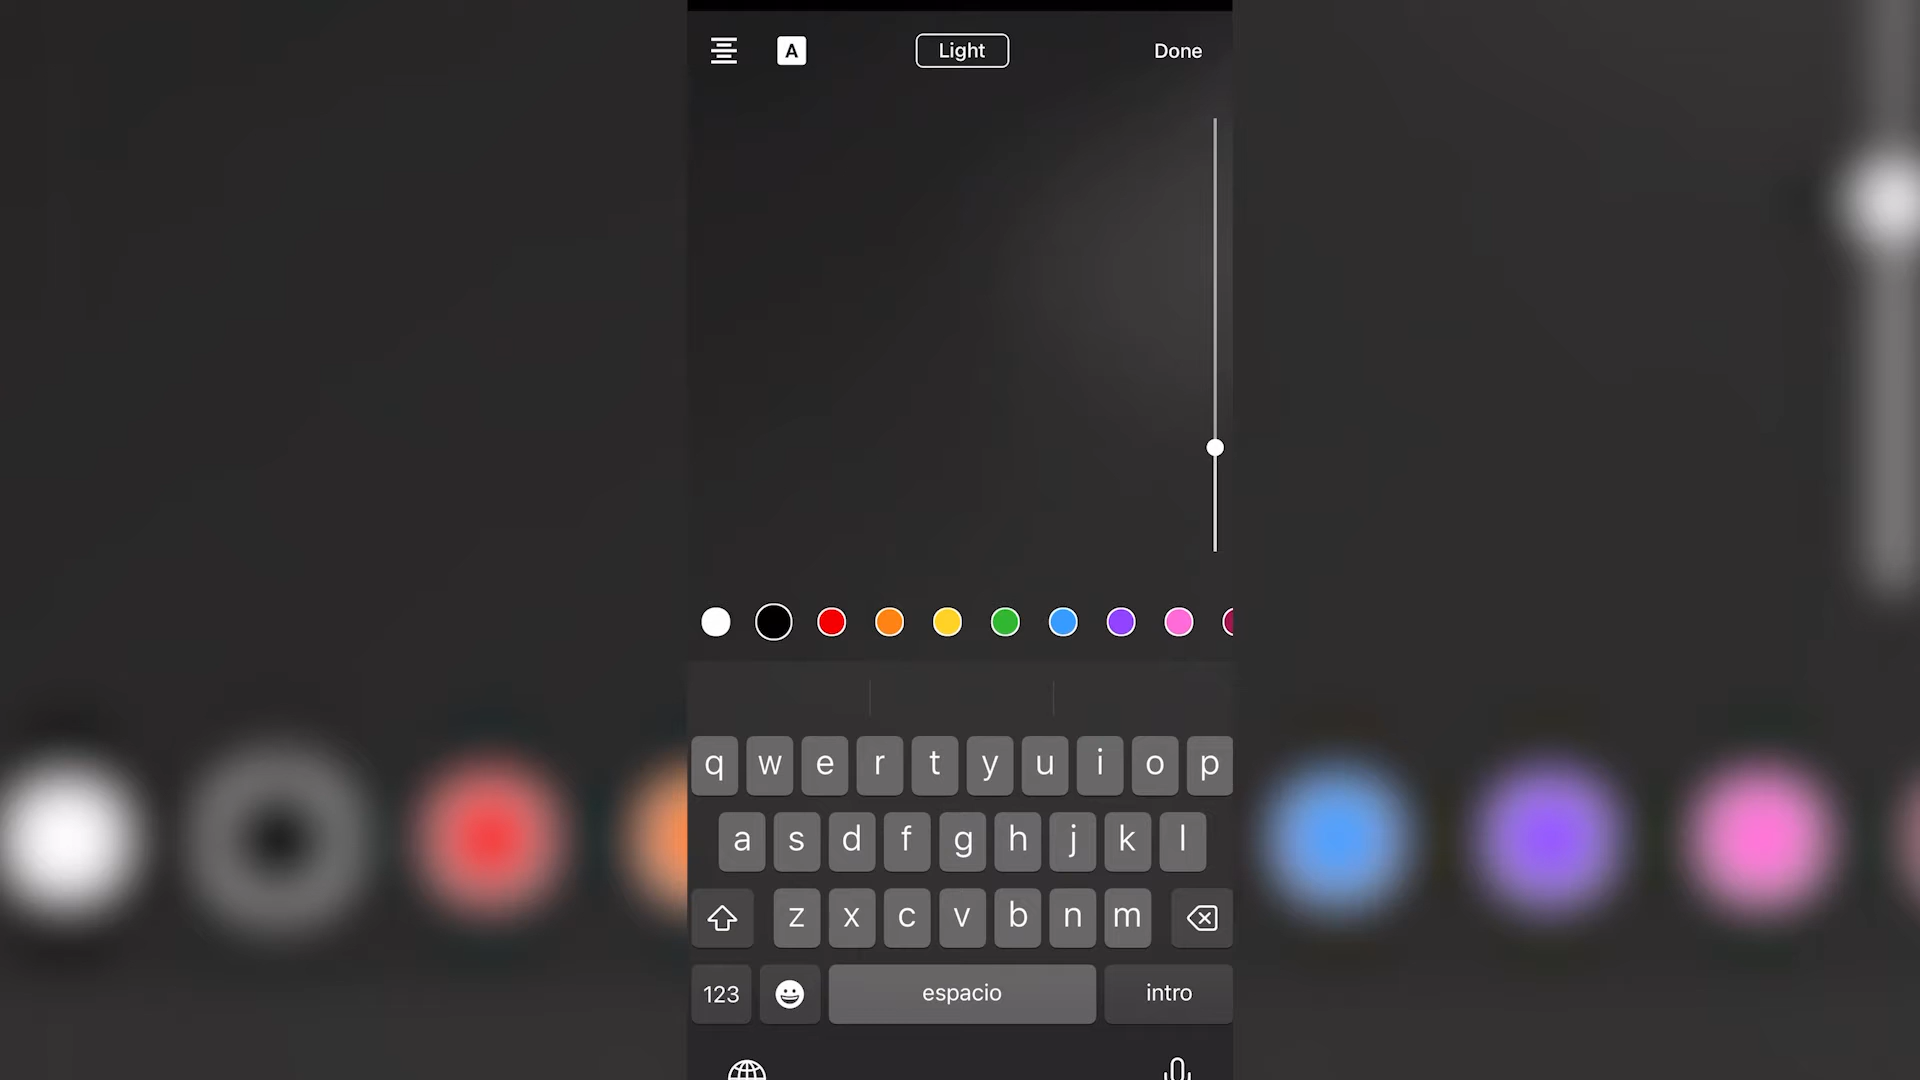 A Light Done
q w e r t y u i o p
a s d f g h j k l
z x c v b n m
123 espacio intro